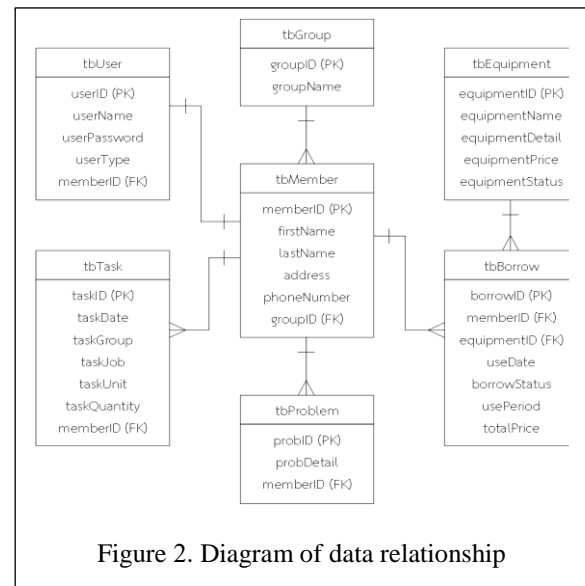 tbGroup
groupID (PK)
groupName
tbUser
userID (PK)
userName
userPassword
userType
memberID (FK)
tbEquipment
equipmentID (PK)
equipmentName
equipmentDetail
equipmentPrice
equipmentStatus
tbMember
memberID (PK)
firstName
lastName
address
phoneNumber
groupID (FK)
tbTask
taskID (PK)
taskDate
taskGroup
taskJob
taskUnit
taskQuantity
memberID (FK)
tbBorrow
borrowID (PK)
memberID (FK)
equipmentID (FK)
useDate
borrowStatus
usePeriod
totalPrice
tbProblem
probID (PK)
probDetail
memberID (FK)
Figure 2. Diagram of data relationship